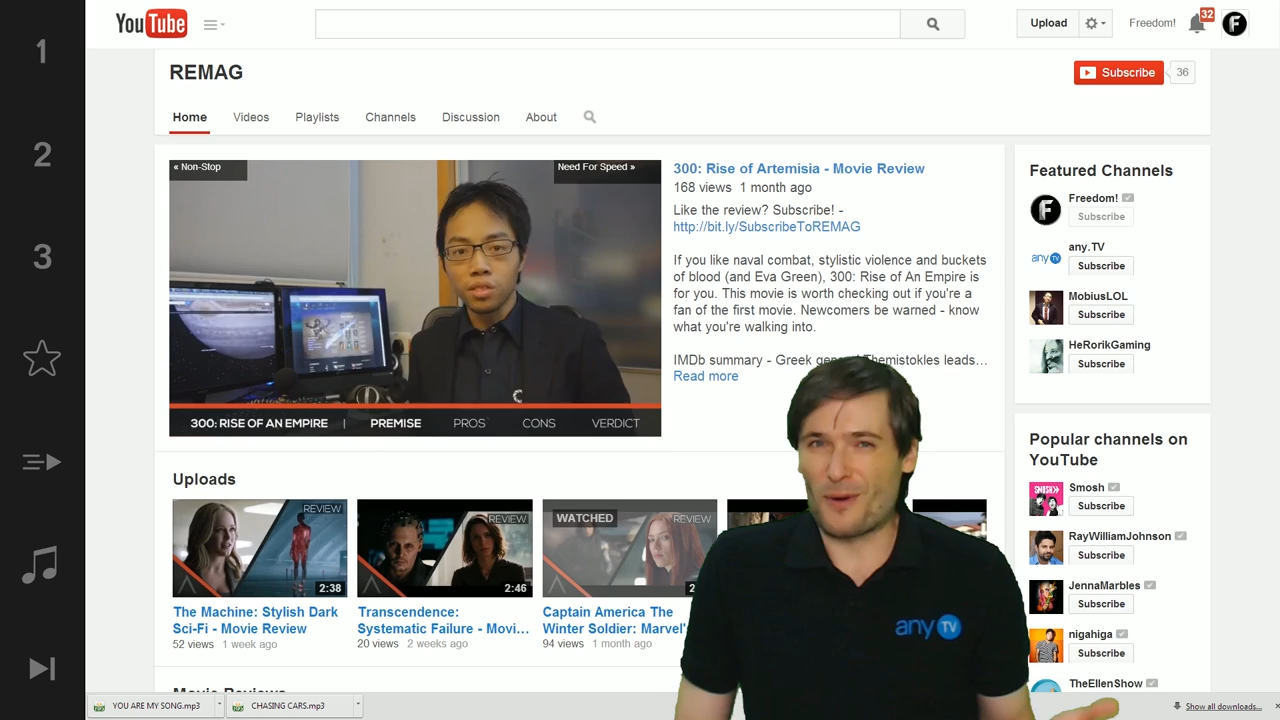 1
2
3
YouTube
Upload
Freedom!
32
F
REMAG
Subscribe
36
Home
Videos
Playlists
Channels
Discussion
About
« Non-Stop
Need For Speed »
300: RISE OF AN EMPIRE | PREMISE PROS CONS VERDICT
300: Rise of Artemisia - Movie Review
168 views 1 month ago
Like the review? Subscribe! -
http://bit.ly/SubscribeToREMAG
If you like naval combat, stylistic violence and buckets
of blood (and Eva Green), 300: Rise of An Empire is
for you. This movie is worth checking out if you're a
fan of the first movie. Newcomers be warned - know
what you're walking into.
IMDb summary - Greek general Themistokles leads…
Read more
Uploads
REVIEW
2:38
The Machine: Stylish Dark
Sci-Fi - Movie Review
52 views 1 week ago
REVIEW
2:46
Transcendence:
Systematic Failure - Movi…
20 views 2 weeks ago
WATCHED
REVIEW
Captain America The
Winter Soldier: Marvel'
94 views 1 month ago
Movie Reviews
any TV
Featured Channels
F
Freedom!
Subscribe
anyTV
any.TV
Subscribe
MobiusLOL
Subscribe
HeRorikGaming
Subscribe
Popular channels on
YouTube
SMOSH
Smosh
Subscribe
RayWilliamJohnson
Subscribe
JennaMarbles
Subscribe
nigahiga
Subscribe
TheEllenShow
YOU ARE MY SONG.mp3
CHASING CARS.mp3
Show all downloads...